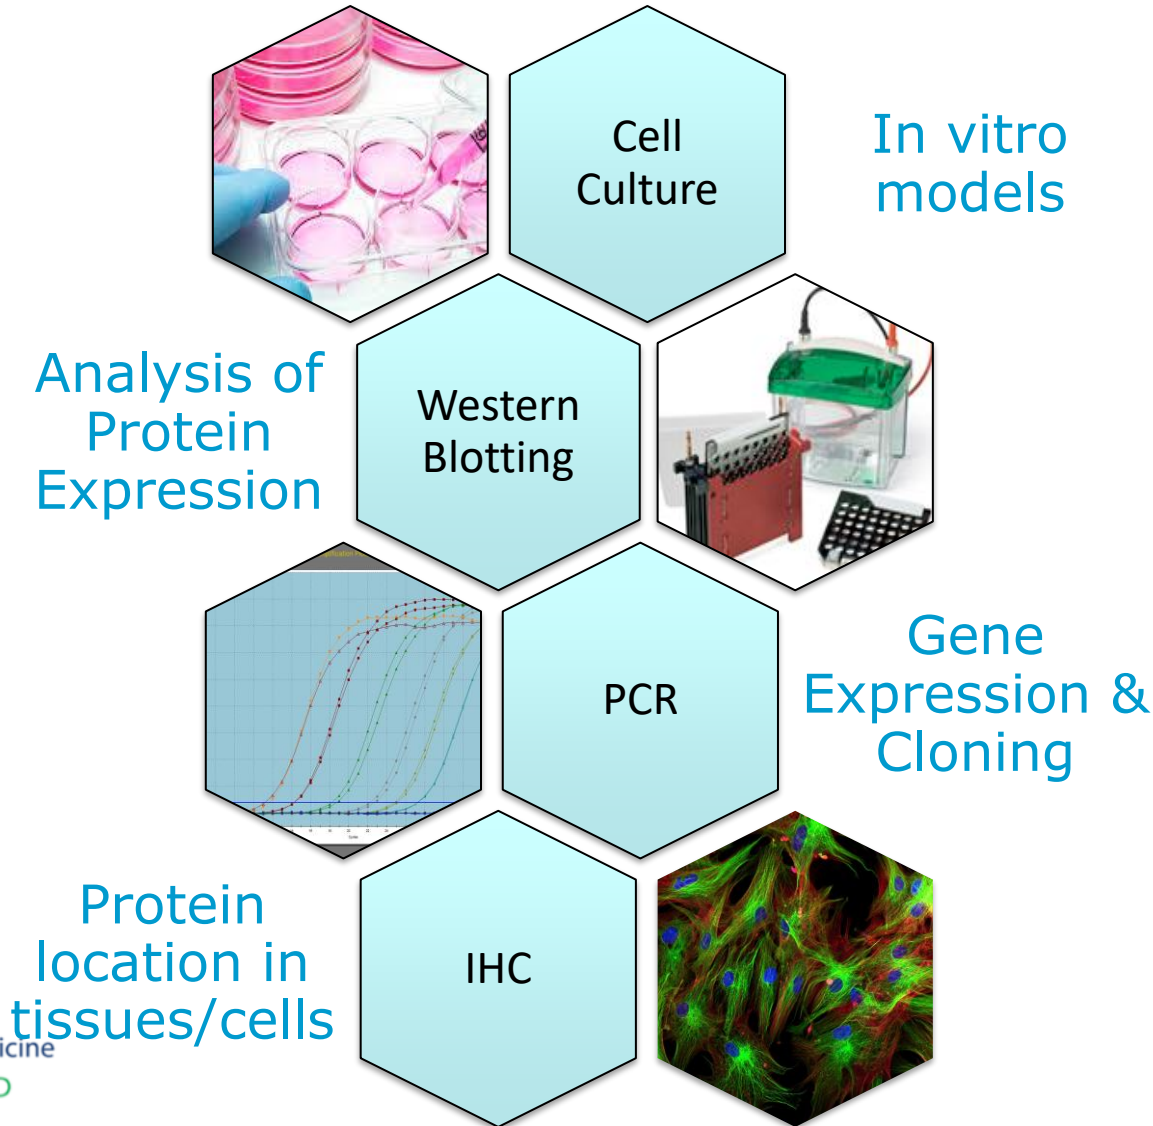 Cell
Culture
In vitro
models
Analysis of
Protein
Expression
Western
Blotting
PCR
Gene
Expression &
Cloning
Protein
location in
tissues/cells
IHC